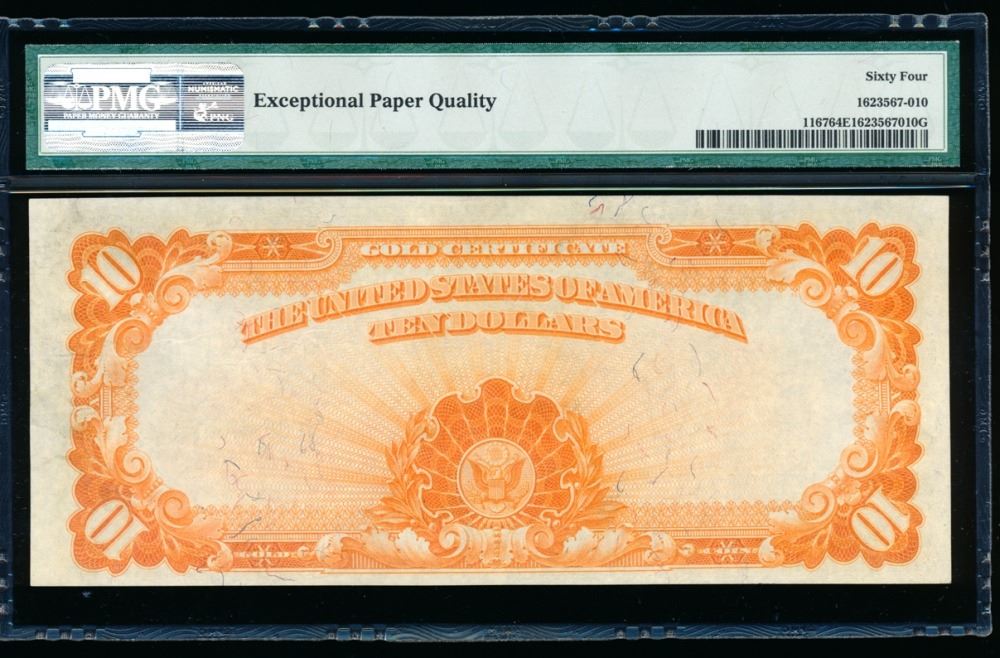 PMG
PAPER MONEY GUARANTY
NUMISMATIC
PNG
Exceptional Paper Quality
Sixty Four
1623567-010
116764E1623567010G
GOLD CERTIFICATE
10
10
THE UNITED STATES OF AMERICA
TEN DOLLARS
10
10